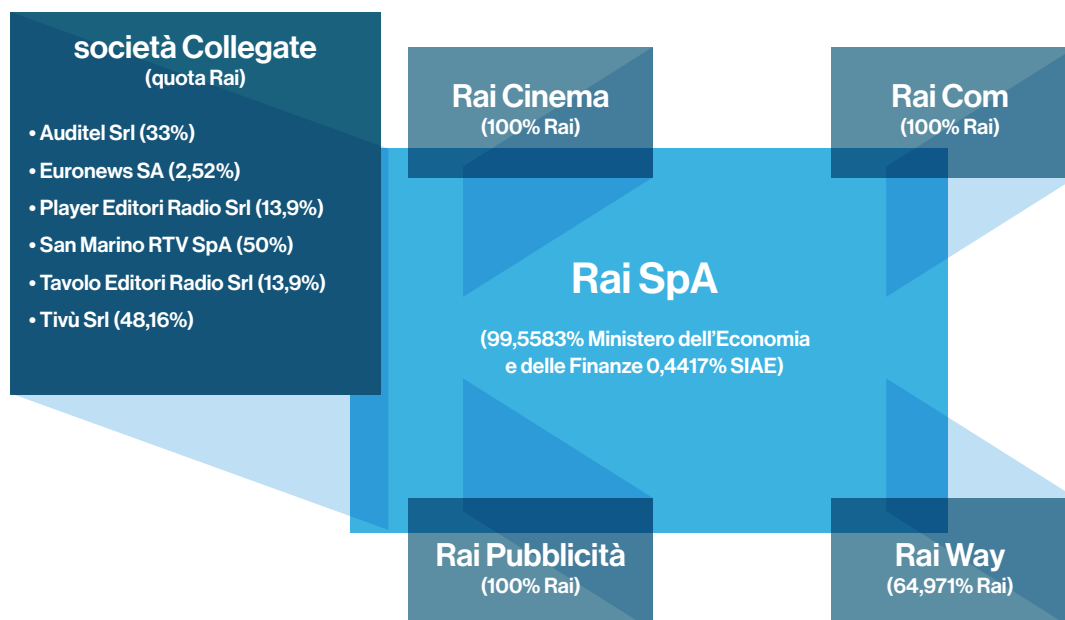 società Collegate
(quota Rai)
• Auditel Srl (33%)
• Euronews SA (2,52%)
• Player Editori Radio Srl (13,9%)
• San Marino RTV SpA (50%)
• Tavolo Editori Radio Srl (13,9%)
• Tivù Srl (48,16%)
Rai Cinema
(100% Rai)
Rai Com
(100% Rai)
Rai SpA
(99,5583% Ministero dell'Economia
e delle Finanze 0,4417% SIAE)
Rai Pubblicità
(100% Rai)
Rai Way
(64,971% Rai)